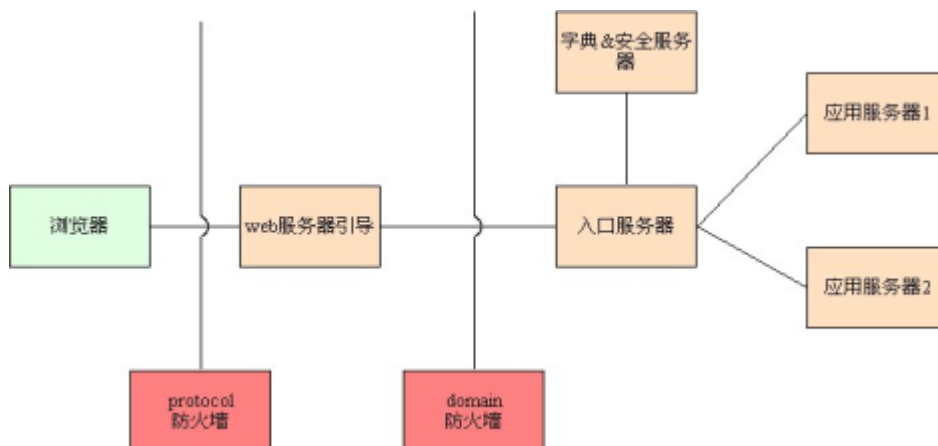 字典&安全服务
器
应用服务器1
浏览器
web服务器引导
入口服务器
应用服务器2
protocol
防火墙
domain
防火墙